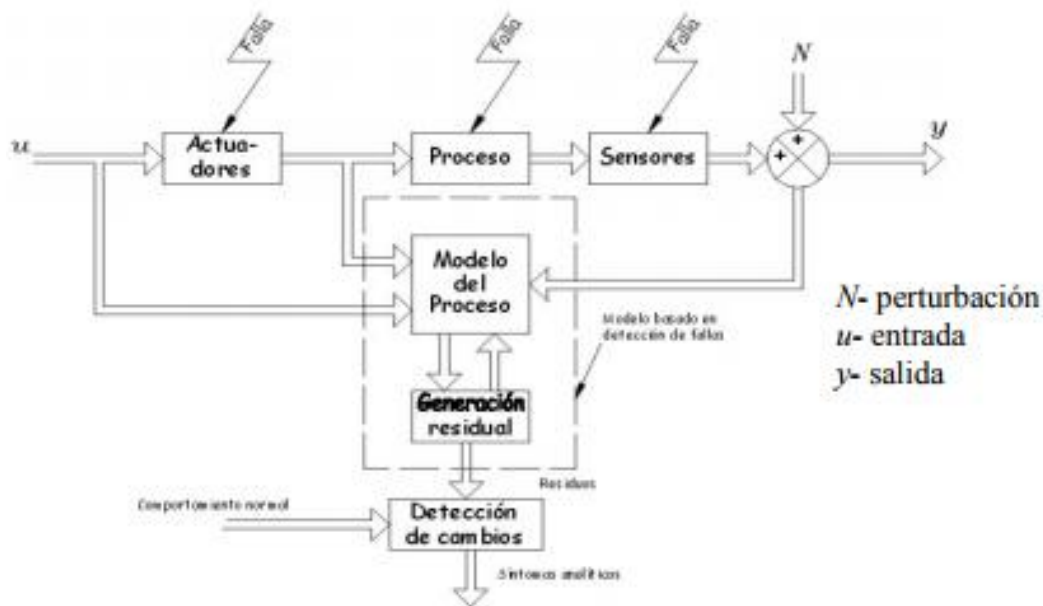 Falla
Falla
Falla
N
u
Actua-
dores
Proceso
Sensores
+
+
y
Modelo
del
Proceso
Modelo basado en
detección de fallas
N- perturbación
u- entrada
y- salida
Generación
residual
Residuos
Comportamiento normal
Detección
de cambios
Síntomas analíticos